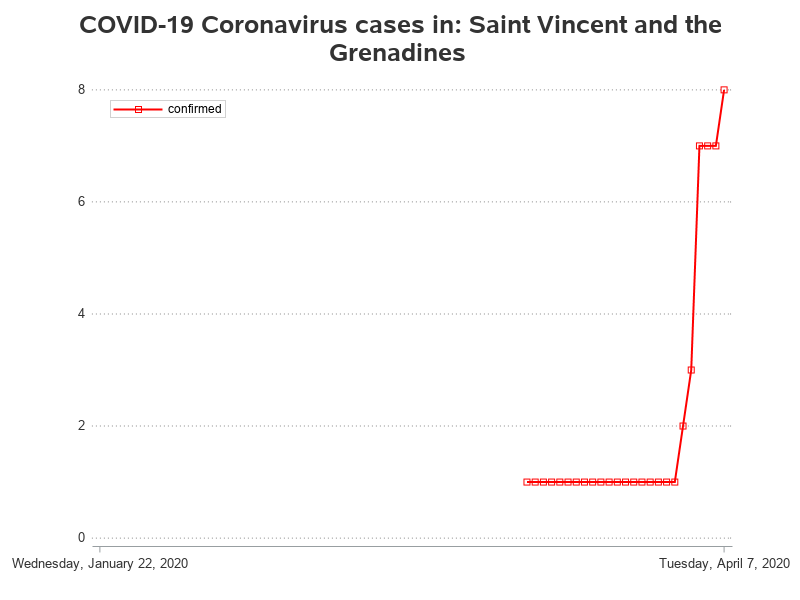 COVID-19 Coronavirus cases in: Saint Vincent and the
Grenadines
8
confirmed
6
4
2
0
Wednesday, January 22, 2020
Tuesday, April 7, 2020